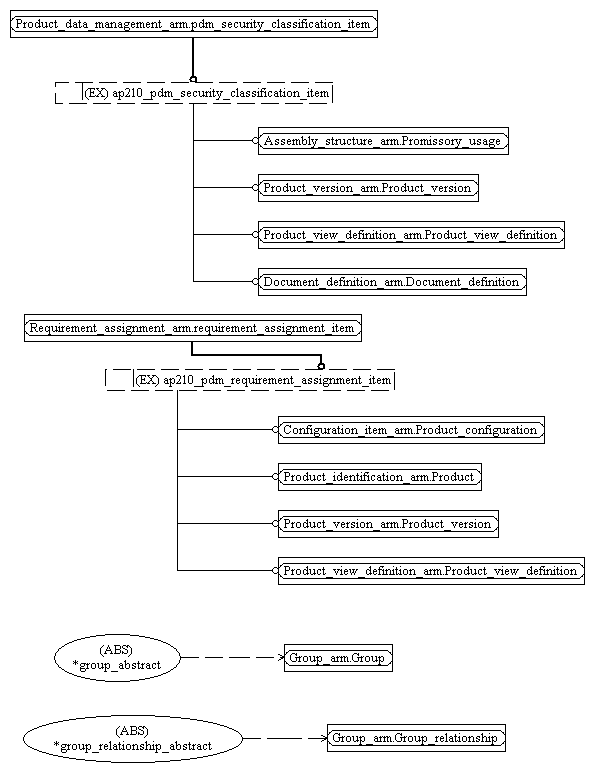 Product_data_management_arm.pdm_security_classification_item
(EX) ap210_pdm_security_classification_item
Assembly_structure_arm.Promissory_usage
Product_version_arm.Product_version
Product_view_definition_arm.Product_view_definition
Document_definition_arm.Document_definition
Requirement_assignment_arm.requirement_assignment_item
(EX) ap210_pdm_requirement_assignment_item
Configuration_item_arm.Product_configuration
Product_identification_arm.Product
Product_version_arm.Product_version
Product_view_definition_arm.Product_view_definition
(ABS)
*group_abstract
Group_arm.Group
(ABS)
*group_relationship_abstract
Group_arm.Group_relationship